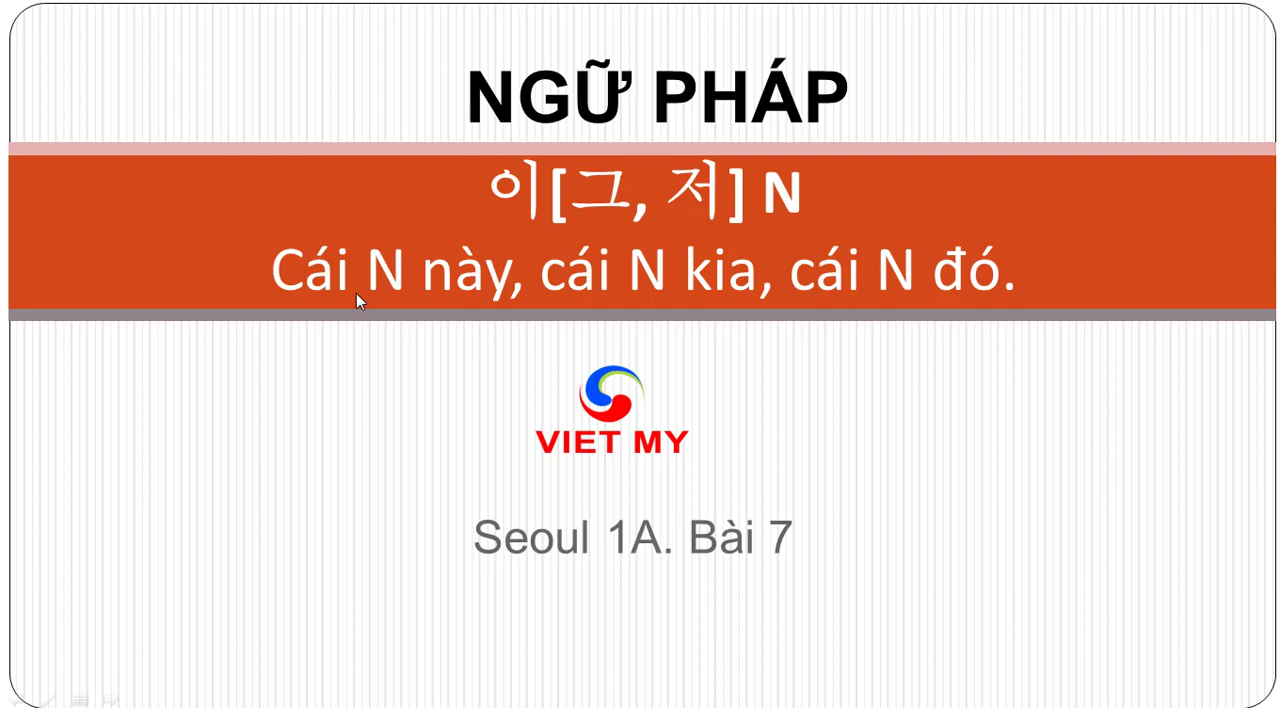 NGỮ PHÁP
이[그, 저] N
Cái N này, cái N kia, cái N đó.
VIET MY
Seoul 1A. Bài 7